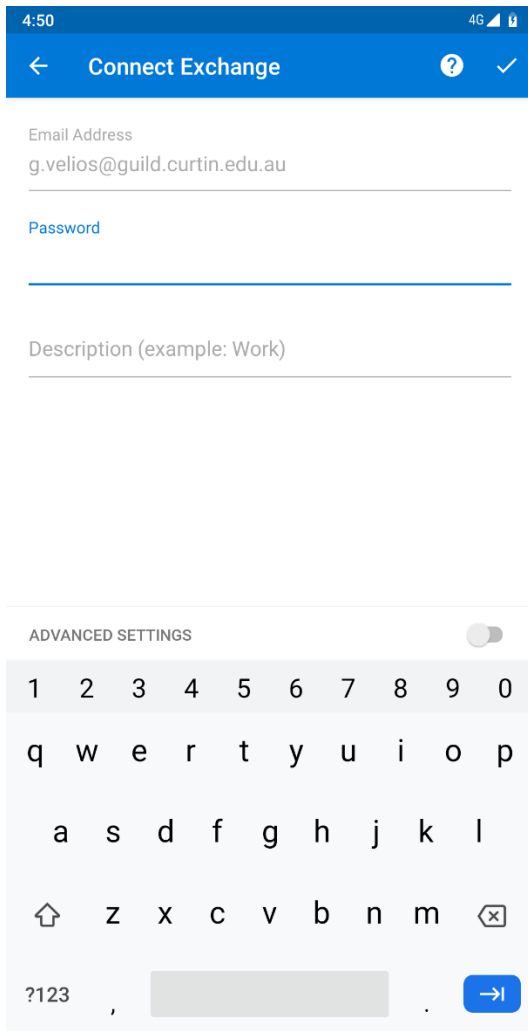 4:50 4G
Connect Exchange ?
Email Address
g.velios@guild.curtin.edu.au
Password
Description (example: Work)
ADVANCED SETTINGS
1 2 3 4 5 6 7 8 9 0
q w e r t y u i o p
a s d f g h j k l
z x c v b n m
?123 , .